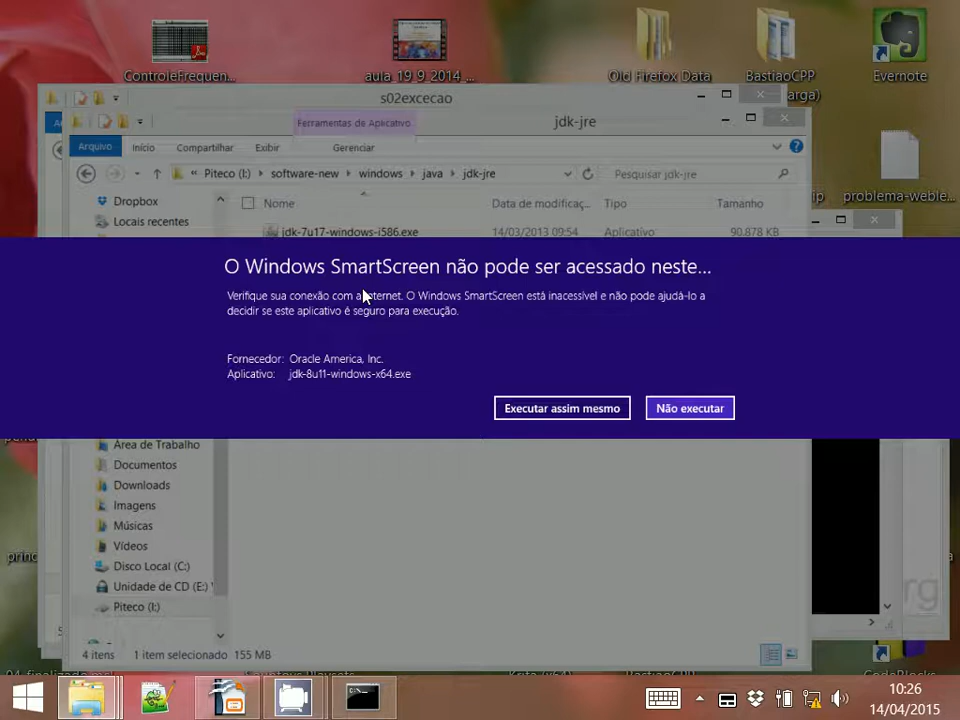 ControleFrequen...
aula_19_9_2014_...
Old Firefox Data
BastiaoCPP
Evernote
arga)
s02excecao
Ferramentas de Aplicativo
jdk-jre
Arquivo
Início
Compartilhar
Exibir
Gerenciar
« Piteco (I:) › software-new › windows › java › jdk-jre
Pesquisar jdk-jre
problema-weble...
Dropbox
Locais recentes
Nome
Data de modificaç...
Tipo
Tamanho
jdk-7u17-windows-i586.exe
14/03/2013 09:54
Aplicativo
90.878 KB
O Windows SmartScreen não pode ser acessado neste...
Verifique sua conexão com a Internet. O Windows SmartScreen está inacessível e não pode ajudá-lo a
decidir se este aplicativo é seguro para execução.
Fornecedor: Oracle America, Inc.
Aplicativo: jdk-8u11-windows-x64.exe
Executar assim mesmo
Não executar
Área de Trabalho
Documentos
Downloads
Imagens
Músicas
Vídeos
Disco Local (C:)
Unidade de CD (E:)
Piteco (I:)
4 itens
1 item selecionado 155 MB
CodeBlocks
10:26
14/04/2015